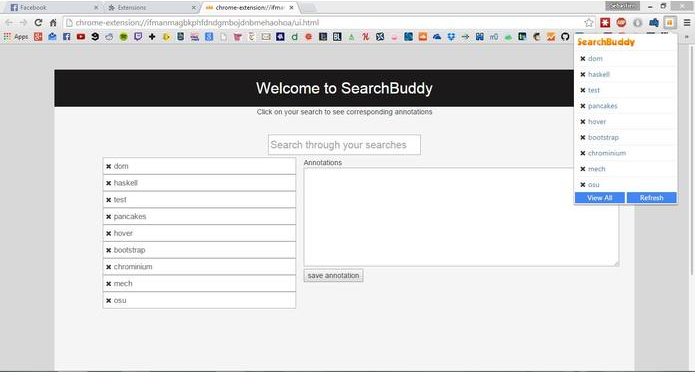 Facebook
Extensions
chrome-extension://ifma
Sebastien
chrome-extension://ifmanmagbkphfdndgmbojdnbmehaohoa/ui.html
Apps
Welcome to SearchBuddy
Click on your search to see corresponding annotations
Search through your searches
dom
haskell
test
pancakes
hover
bootstrap
chrominium
mech
osu
Annotations
save annotation
SearchBuddy
dom
haskell
test
pancakes
hover
bootstrap
chrominium
mech
osu
View All
Refresh